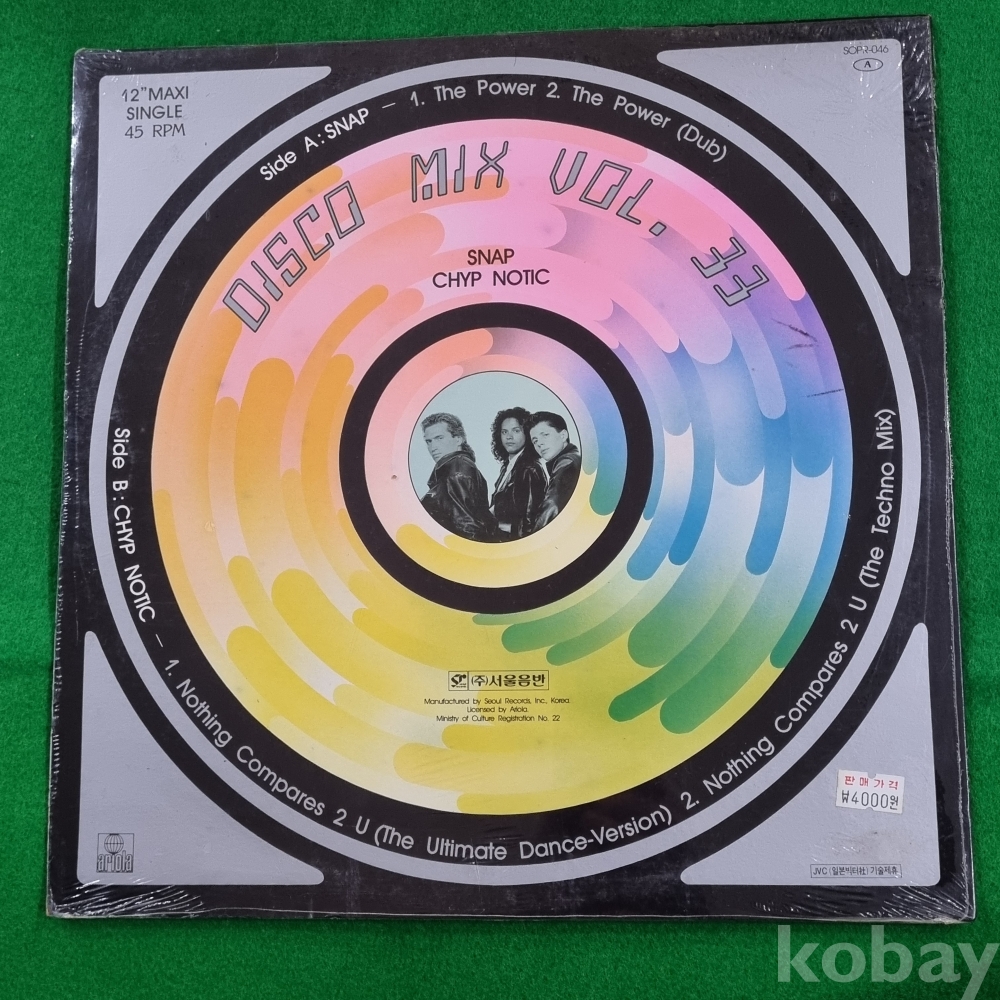 SOPR-046
A
12" MAXI
SINGLE
45 RPM
Side A : SNAP – 1. The Power 2. The Power (Dub)
DISCO MIX VOL. 33
SNAP
CHYP NOTIC
Side B : CHYP NOTIC – 1. Nothing Compares 2 U (The Ultimate Dance-Version) 2. Nothing Compares 2 U (The Techno Mix)
(주)서울음반
Manufactured by Seoul Records, Inc., Korea.
Licensed by Ariola.
Ministry of Culture Registration No. 22
판매가격
₩4000원
ariola
JVC (일본빅터社) 기술제휴
kobay